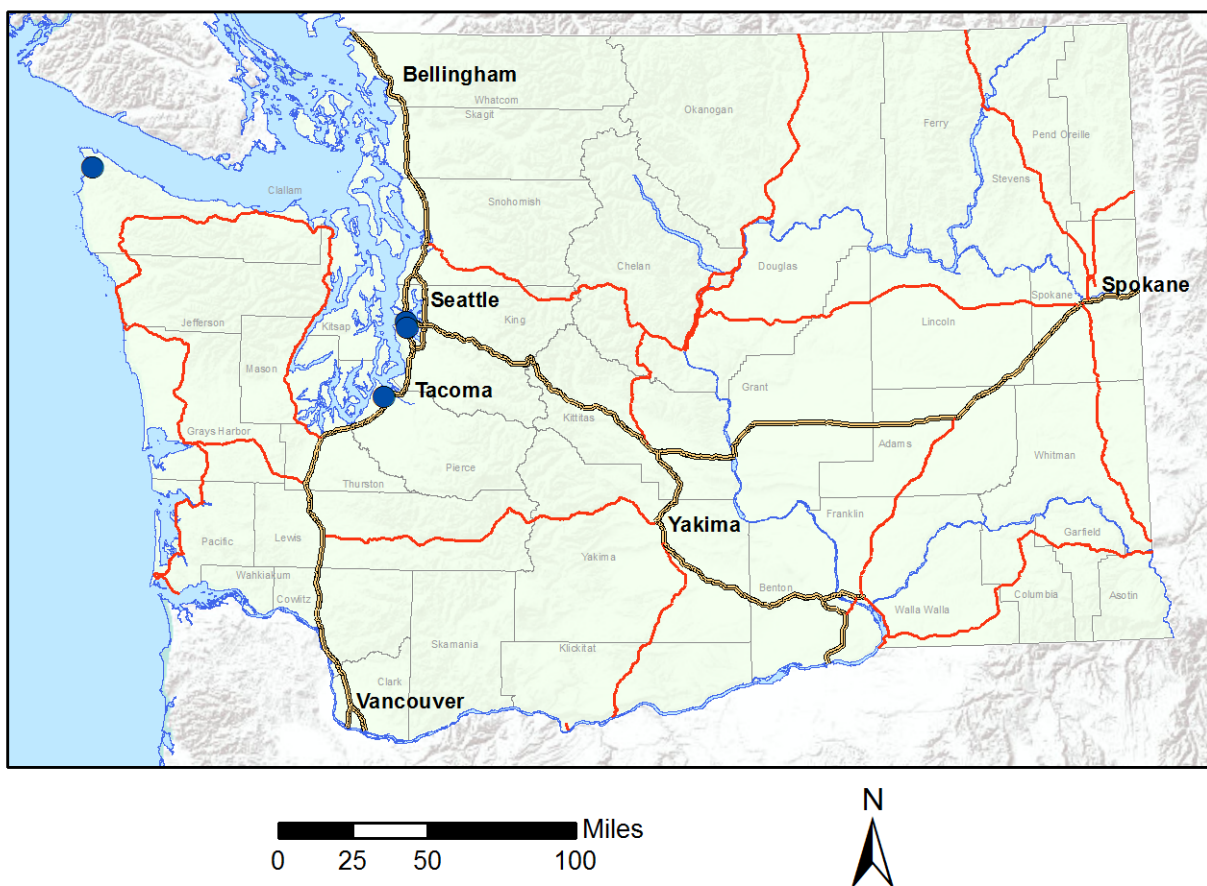 Bellingham
Whatcom
Skagit
Okanogan
Ferry
Pend Oreille
Stevens
Clallam
Snohomish
Chelan
Douglas
Spokane
Spokane
Seattle
King
Lincoln
Jefferson
Kitsap
Mason
Tacoma
Grant
Kittitas
Grays Harbor
Adams
Whitman
Pierce
Thurston
Franklin
Yakima
Garfield
Pacific
Lewis
Yakima
Wahkiakum
Benton
Cowlitz
Walla Walla
Columbia
Asotin
Skamania
Klickitat
Clark
Vancouver
N
Miles
0 25 50 100